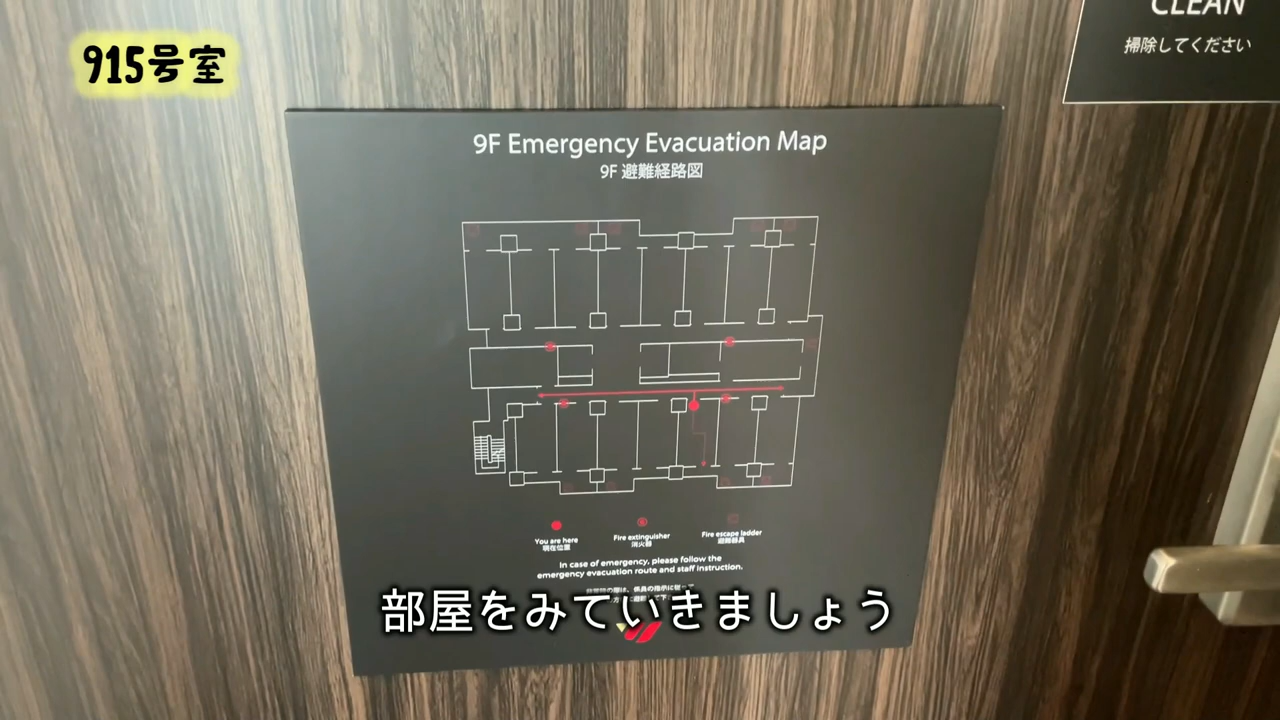 915号室
CLEAN
掃除してください
9F Emergency Evacuation Map
9F 避難経路図
You are here
現在位置
Fire extinguisher
消火器
Fire escape ladder
避難器具
In case of emergency, please follow the
emergency evacuation route and staff instruction.
部屋をみていきましょう